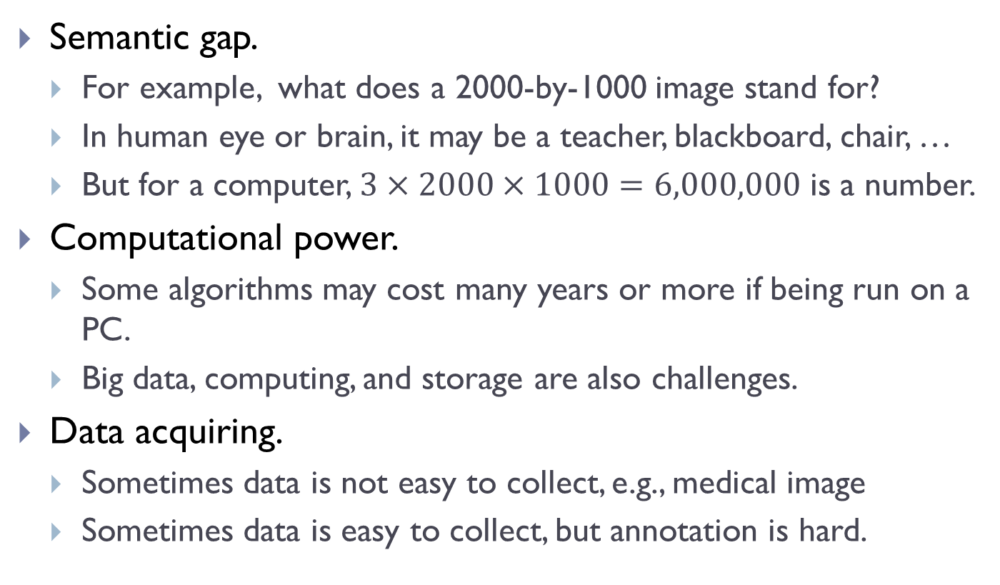 Semantic gap.
For example, what does a 2000-by-1000 image stand for?
In human eye or brain, it may be a teacher, blackboard, chair, …
But for a computer, 3 × 2000 × 1000 = 6,000,000 is a number.
Computational power.
Some algorithms may cost many years or more if being run on a
PC.
Big data, computing, and storage are also challenges.
Data acquiring.
Sometimes data is not easy to collect, e.g., medical image
Sometimes data is easy to collect, but annotation is hard.